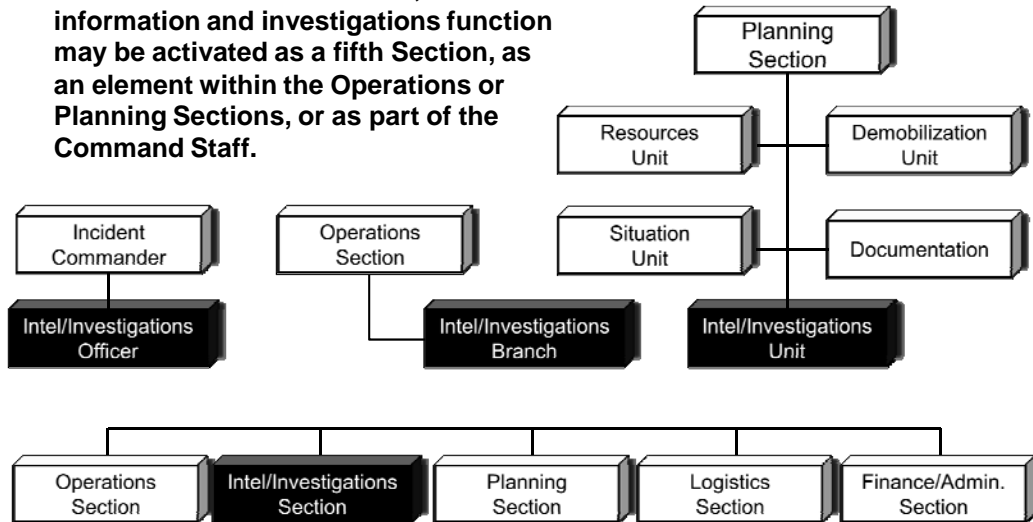 information and investigations function
may be activated as a fifth Section, as
an element within the Operations or
Planning Sections, or as part of the
Command Staff.
Planning
Section
Resources
Unit
Demobilization
Unit
Incident
Commander
Operations
Section
Situation
Unit
Documentation
Intel/Investigations
Officer
Intel/Investigations
Branch
Intel/Investigations
Unit
Operations
Section
Intel/Investigations
Section
Planning
Section
Logistics
Section
Finance/Admin.
Section